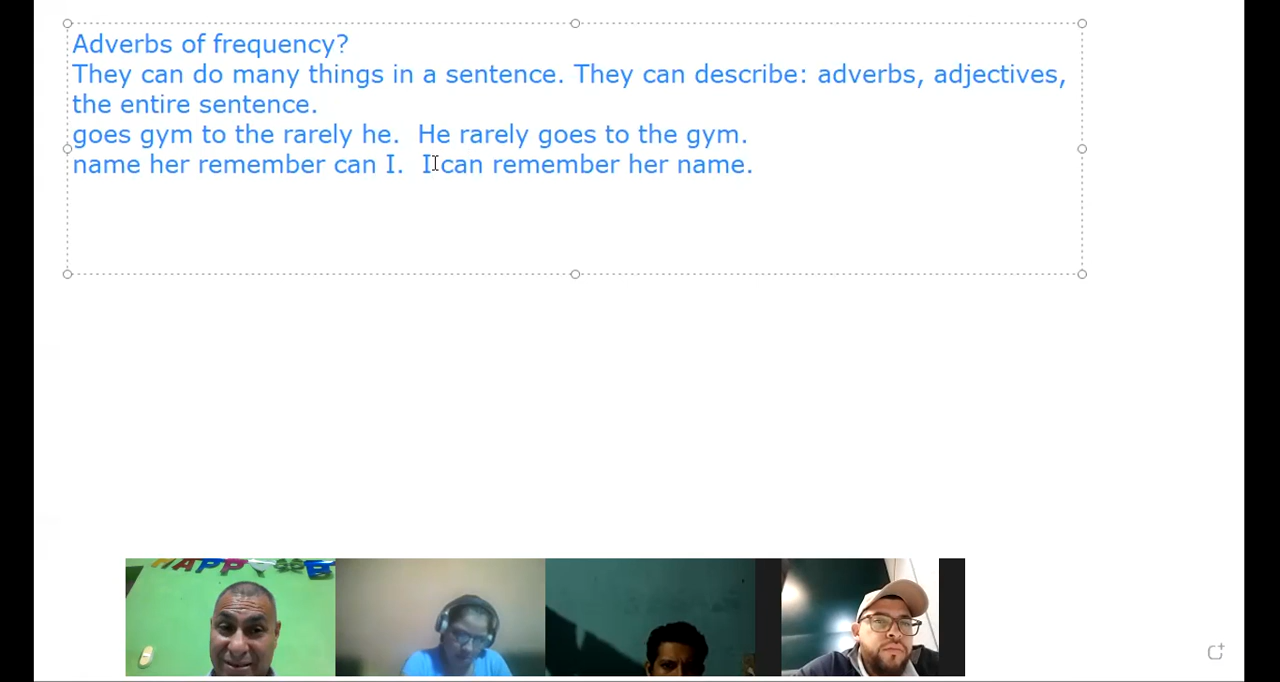 Adverbs of frequency?
They can do many things in a sentence. They can describe: adverbs, adjectives,
the entire sentence.
goes gym to the rarely he.  He rarely goes to the gym.
name her remember can I.  I can remember her name.
HAPPY